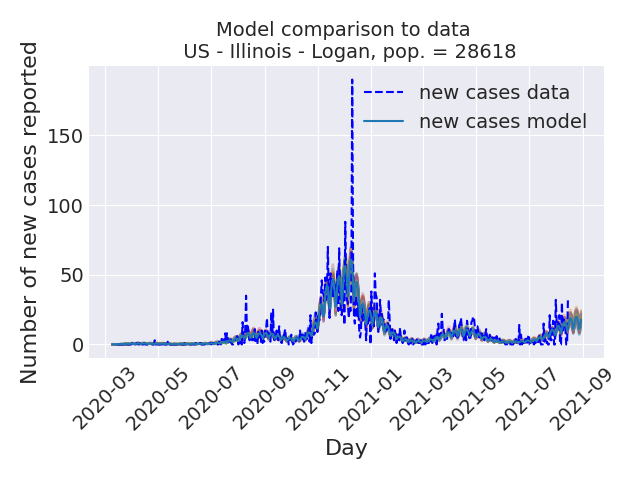 Model comparison to data
US - Illinois - Logan, pop. = 28618
Number of new cases reported
150
100
50
0
new cases data
new cases model
2020-03
2020-05
2020-07
2020-09
2020-11
2021-01
2021-03
2021-05
2021-07
2021-09
Day